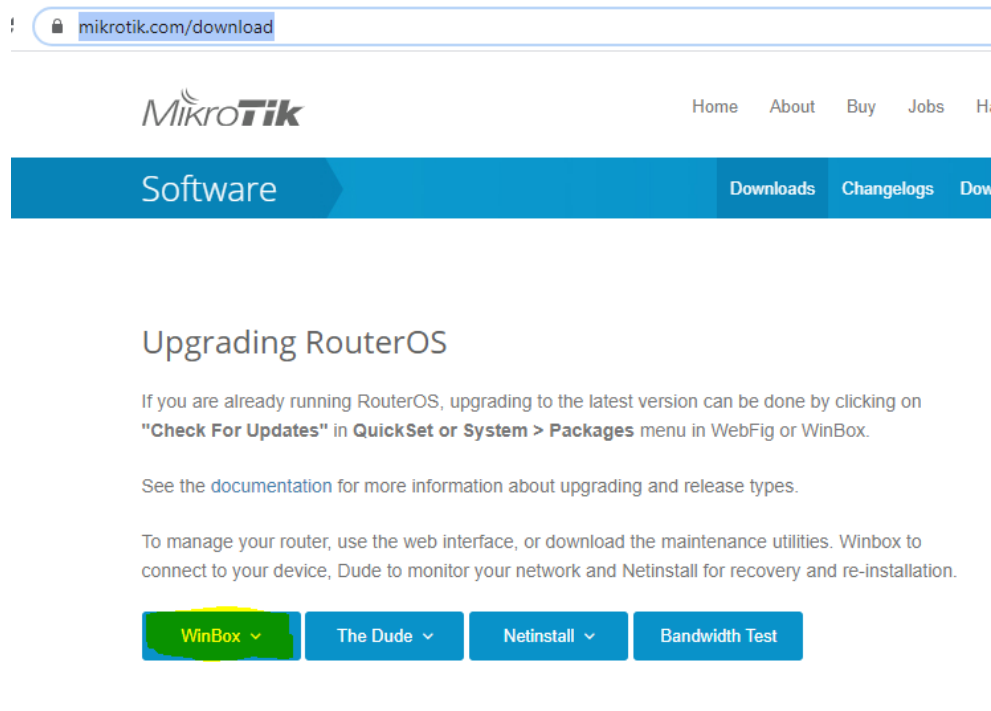 mikrotik.com/download
MikroTik
Home About Buy Jobs
Software
Downloads Changelogs
Upgrading RouterOS
If you are already running RouterOS, upgrading to the latest version can be done by clicking on
"Check For Updates" in QuickSet or System > Packages menu in WebFig or WinBox.
See the documentation for more information about upgrading and release types.
To manage your router, use the web interface, or download the maintenance utilities. Winbox to
connect to your device, Dude to monitor your network and Netinstall for recovery and re-installation.
WinBox The Dude Netinstall Bandwidth Test